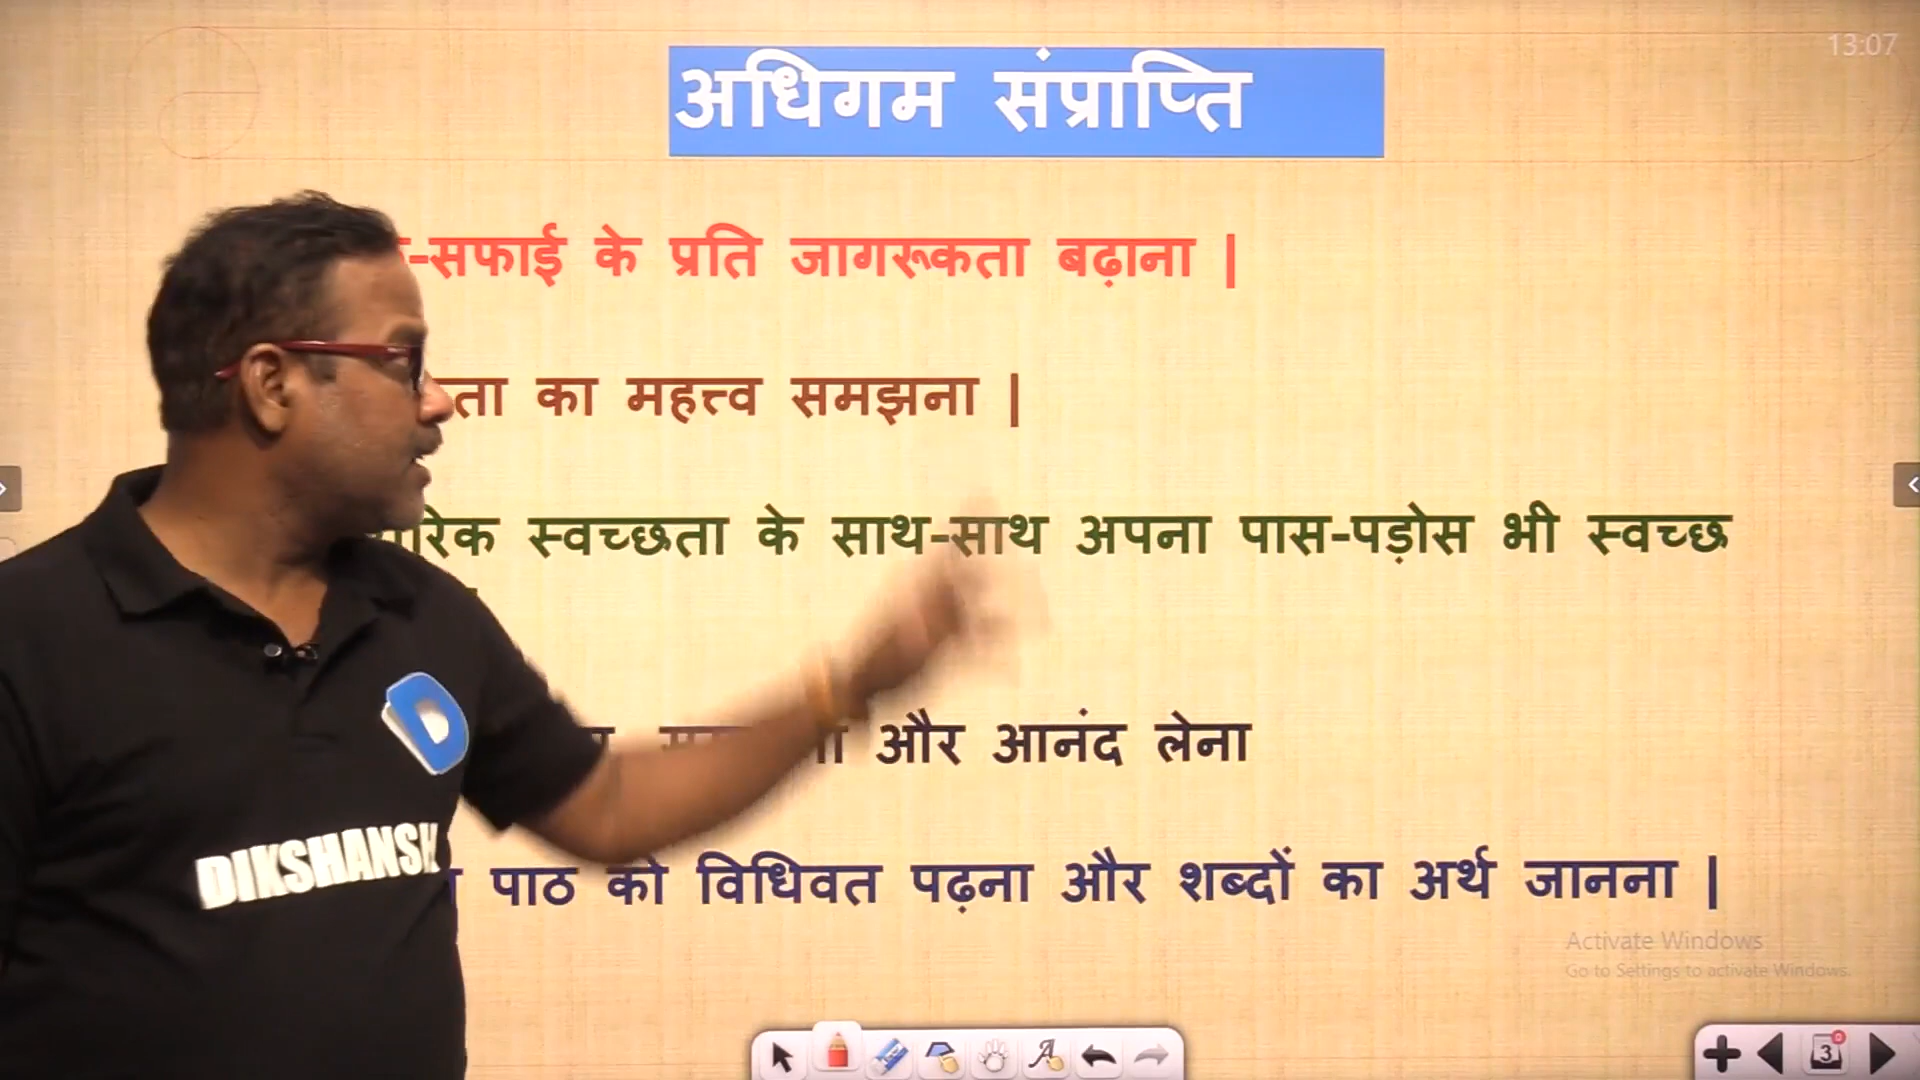 13:07
अधिगम संप्राप्ति
-सफाई के प्रति जागरूकता बढ़ाना |
का महत्त्व समझना |
स्वच्छता के साथ-साथ अपना पास-पड़ोस भी स्वच्छ
और आनंद लेना
पाठ को विधिवत पढ़ना और शब्दों का अर्थ जानना |
D
DIKSHANSH
Activate Windows
Go to Settings to activate Windows.
3